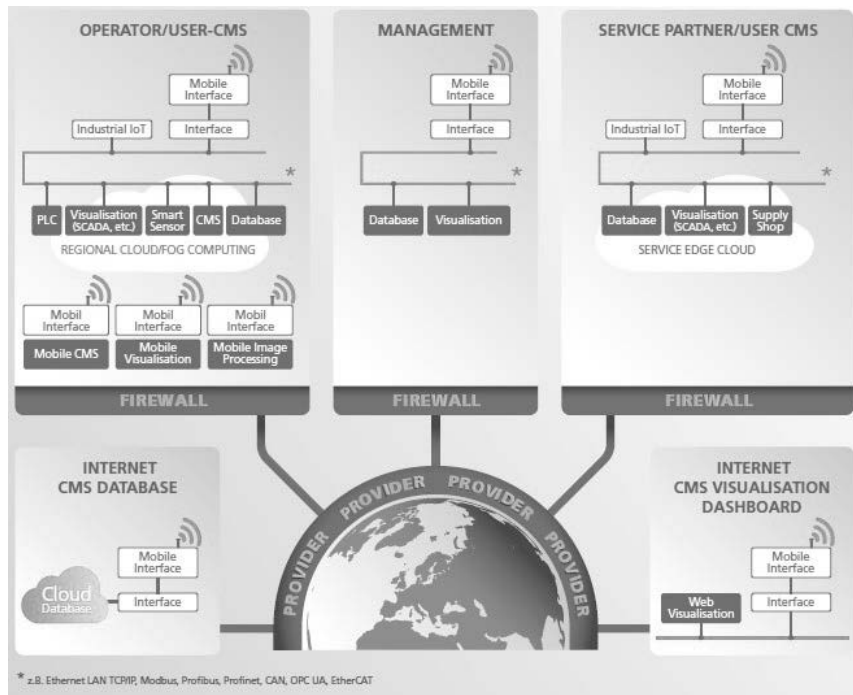 OPERATOR/USER-CMS
Mobile
Interface
Industrial IoT
Interface
*
PLC
Visualisation
(SCADA, etc.)
Smart
Sensor
CMS
Database
REGIONAL CLOUD/FOG COMPUTING
Mobil
Interface
Mobile CMS
Mobil
Interface
Mobile
Visualisation
Mobil
Interface
Mobile Image
Processing
FIREWALL
MANAGEMENT
Mobile
Interface
Interface
*
Database
Visualisation
FIREWALL
SERVICE PARTNER/USER CMS
Mobile
Interface
Industrial IoT
Interface
*
Database
Visualisation
(SCADA, etc.)
Supply
Shop
SERVICE EDGE CLOUD
FIREWALL
INTERNET
CMS DATABASE
Mobile
Interface
Cloud
Database
Interface
PROVIDER PROVIDER PROVIDER PROVIDER
INTERNET
CMS VISUALISATION
DASHBOARD
Mobile
Interface
Web
Visualisation
Interface
* z.B. Ethernet LAN TCP/IP, Modbus, Profibus, Profinet, CAN, OPC UA, EtherCAT